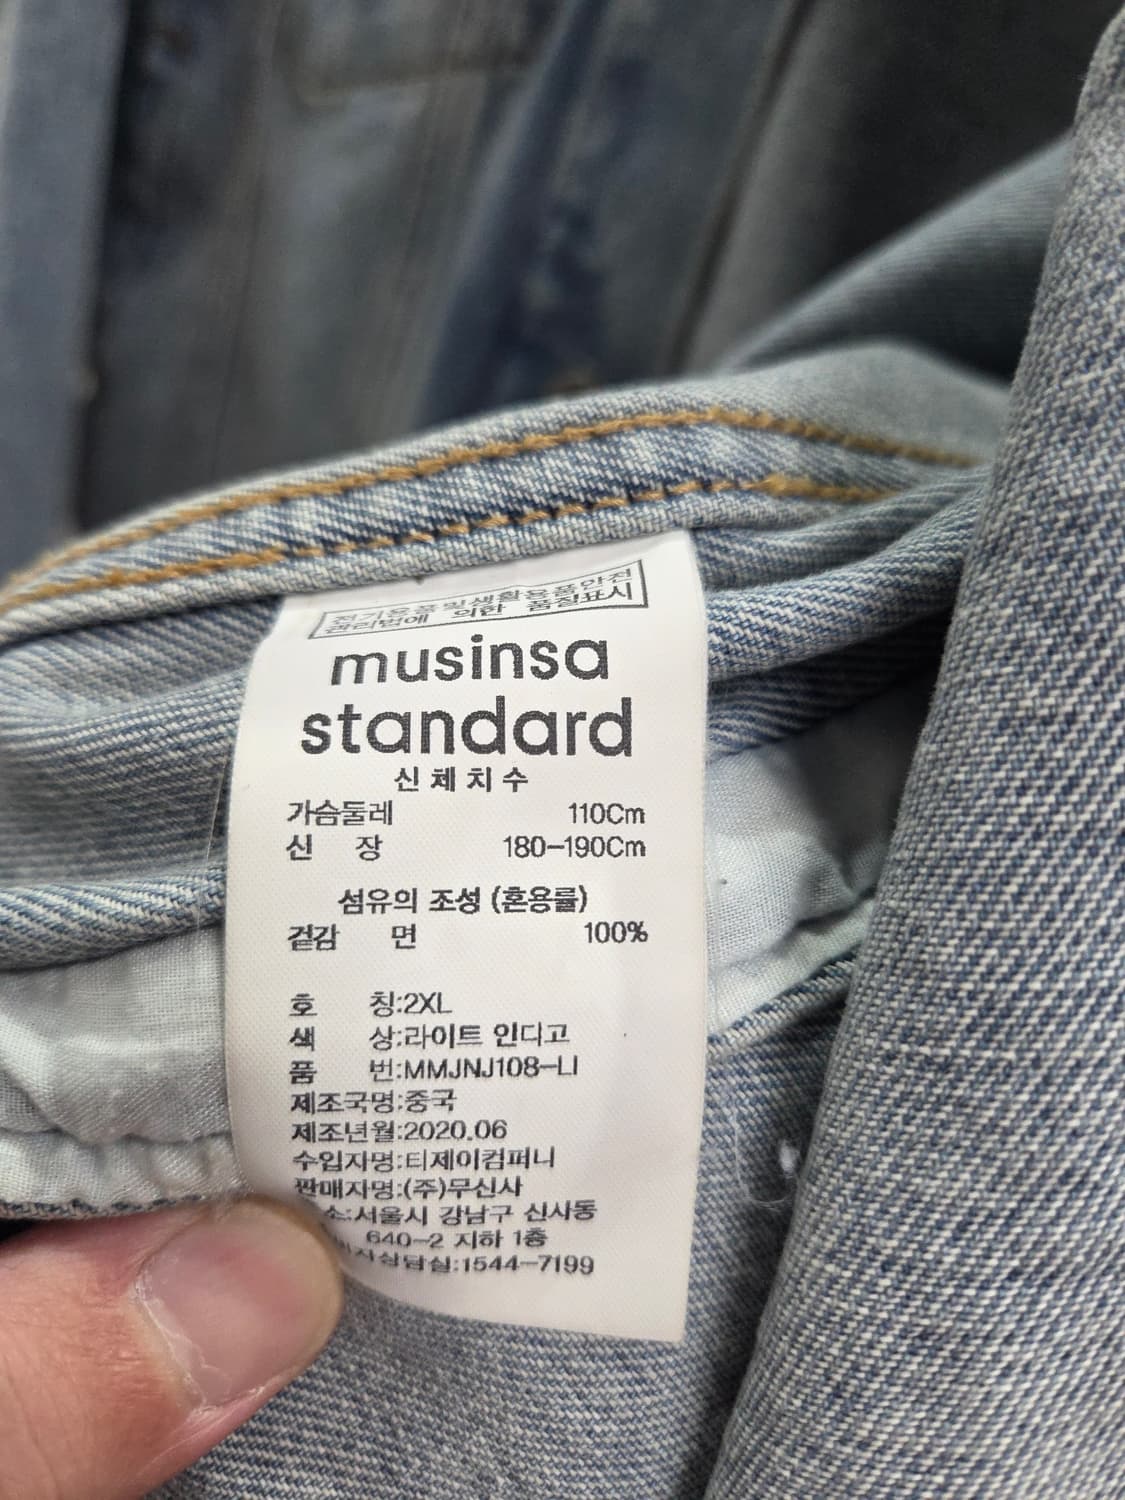 전기용품및생활용품안전
관리법에 의한 품질표시
musinsa
standard
신체치수
가슴둘레 110Cm
신 장 180-190Cm
섬유의 조성 (혼용률)
겉감 면 100%
호 칭:2XL
색 상:라이트 인디고
품 번:MMJNJ108-LI
제조국명:중국
제조년월:2020.06
수입자명:티제이컴퍼니
판매자명:(주)무신사
소:서울시 강남구 신사동
640-2 지하 1층
자상담실:1544-7199